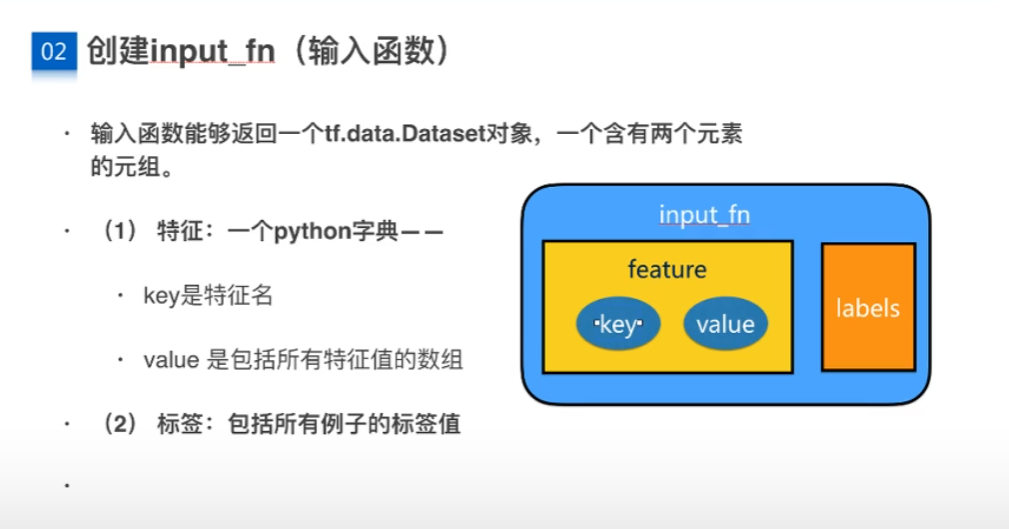 02 创建input_fn（输入函数）
· 输入函数能够返回一个tf.data.Dataset对象，一个含有两个元素
的元组。
· （1） 特征：一个python字典——
· key是特征名
· value 是包括所有特征值的数组
· （2） 标签：包括所有例子的标签值
·
input_fn
feature
key value
labels